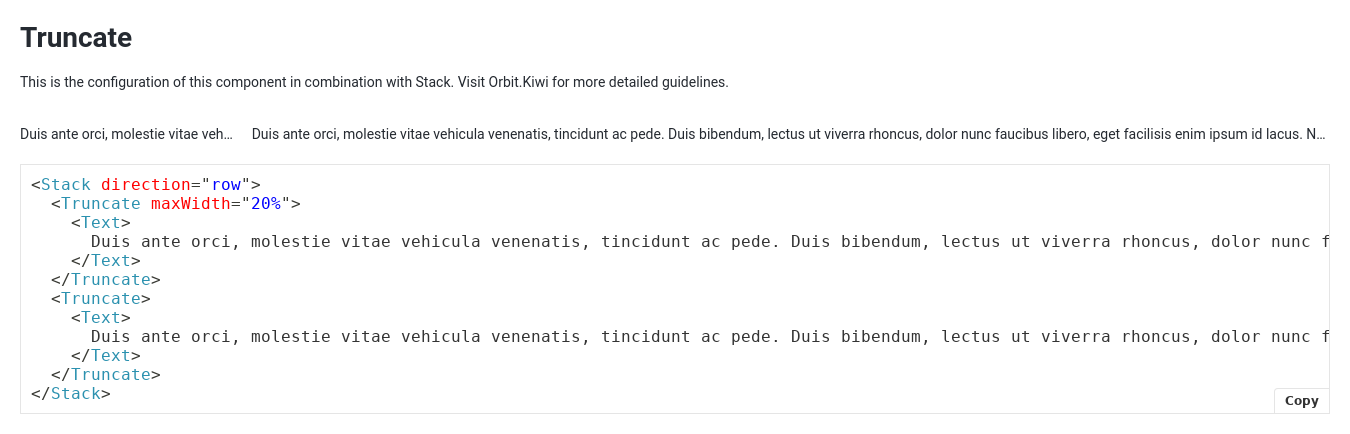 Truncate
This is the configuration of this component in combination with Stack. Visit Orbit.Kiwi for more detailed guidelines.
Duis ante orci, molestie vitae veh… Duis ante orci, molestie vitae vehicula venenatis, tincidunt ac pede. Duis bibendum, lectus ut viverra rhoncus, dolor nunc faucibus libero, eget facilisis enim ipsum id lacus. N…
<Stack direction="row">
  <Truncate maxWidth="20%">
    <Text>
      Duis ante orci, molestie vitae vehicula venenatis, tincidunt ac pede. Duis bibendum, lectus ut viverra rhoncus, dolor nunc f
    </Text>
  </Truncate>
  <Truncate>
    <Text>
      Duis ante orci, molestie vitae vehicula venenatis, tincidunt ac pede. Duis bibendum, lectus ut viverra rhoncus, dolor nunc f
    </Text>
  </Truncate>
</Stack>
Copy